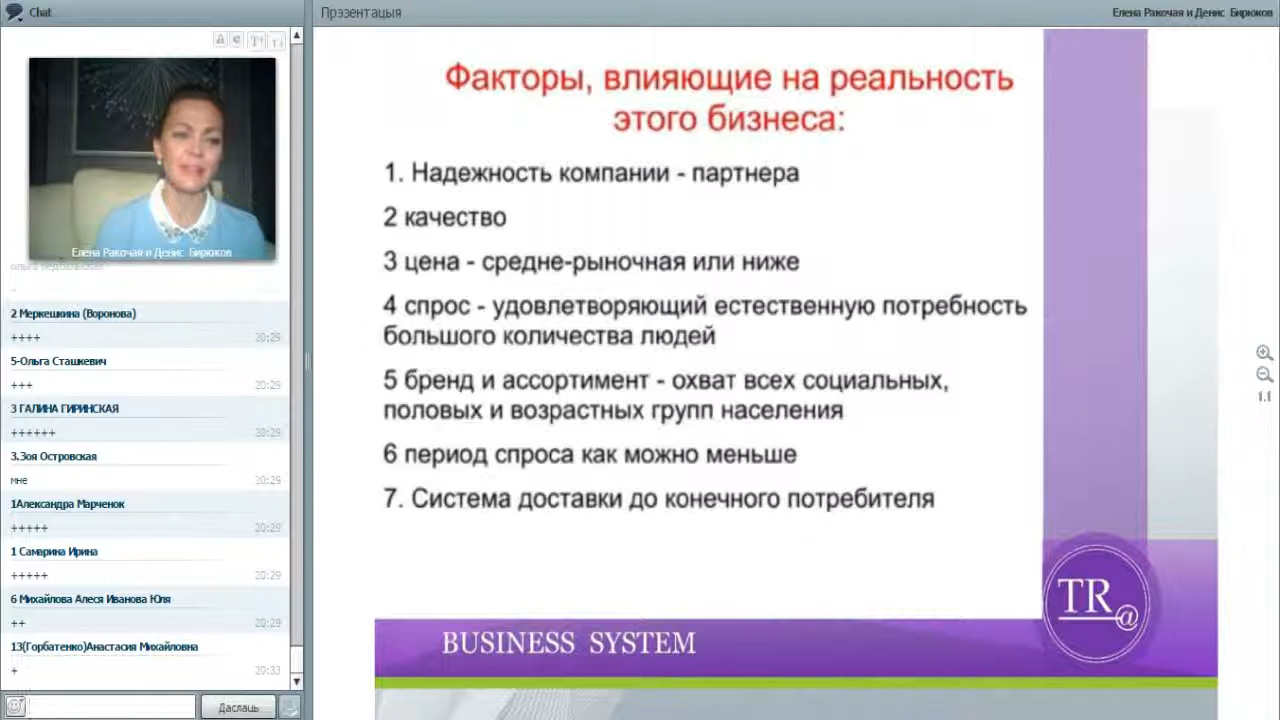 Chat
Прэзентацыя
Елена Ракочая и Денис Бирюков
Елена Ракочая и Денис Бирюков
2 Меркешкина (Воронова)
++++
20:29
5-Ольга Сташкевич
+++
20:29
3 ГАЛИНА ГИРИНСКАЯ
++++++
20:29
3.Зоя Островская
мне
20:29
1Александра Марченок
+++++
20:29
1 Самарина Ирина
+++++
20:29
6 Михайлова Алеся Иванова Юля
++
20:29
13(Горбатенко)Анастасия Михайловна
+
20:33
Даслаць
Факторы, влияющие на реальность
этого бизнеса:
1. Надежность компании - партнера
2 качество
3 цена - средне-рыночная или ниже
4 спрос - удовлетворяющий естественную потребность
большого количества людей
5 бренд и ассортимент - охват всех социальных,
половых и возрастных групп населения
6 период спроса как можно меньше
7. Система доставки до конечного потребителя
BUSINESS SYSTEM
TR@
1:1